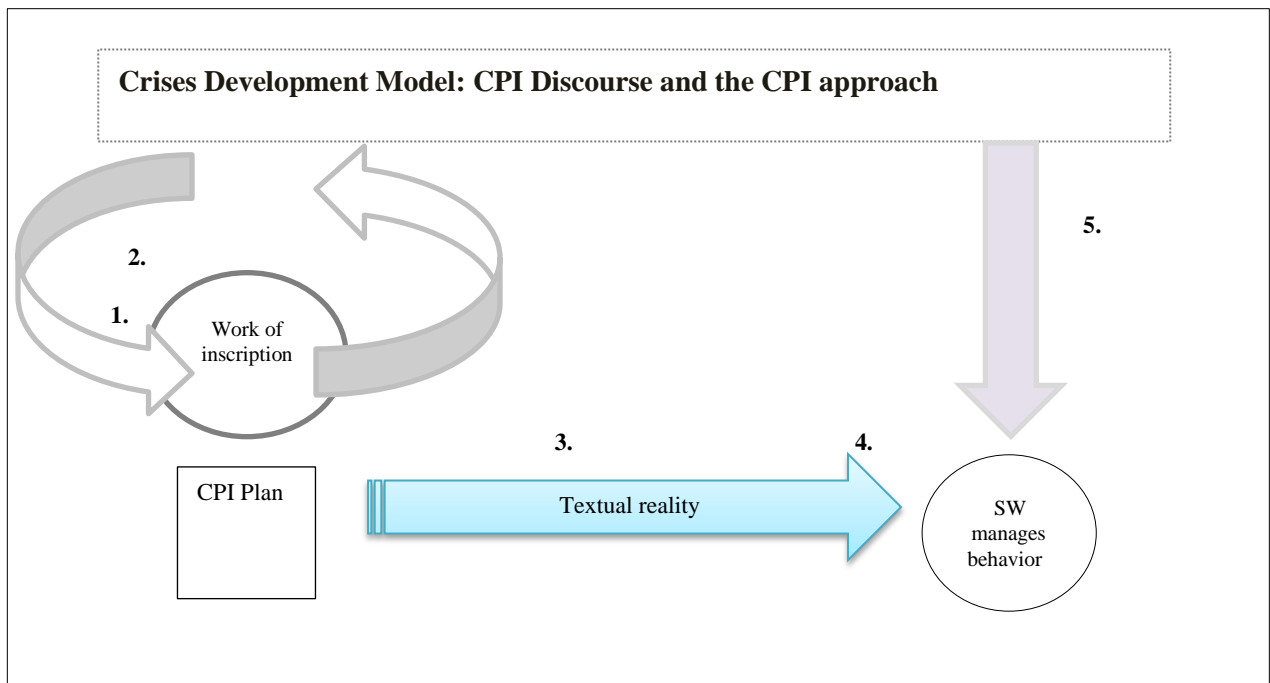 Crises Development Model: CPI Discourse and the CPI approach
5.
2.
1.
Work of
inscription
3.
4.
CPI Plan
Textual reality
SW
manages
behavior